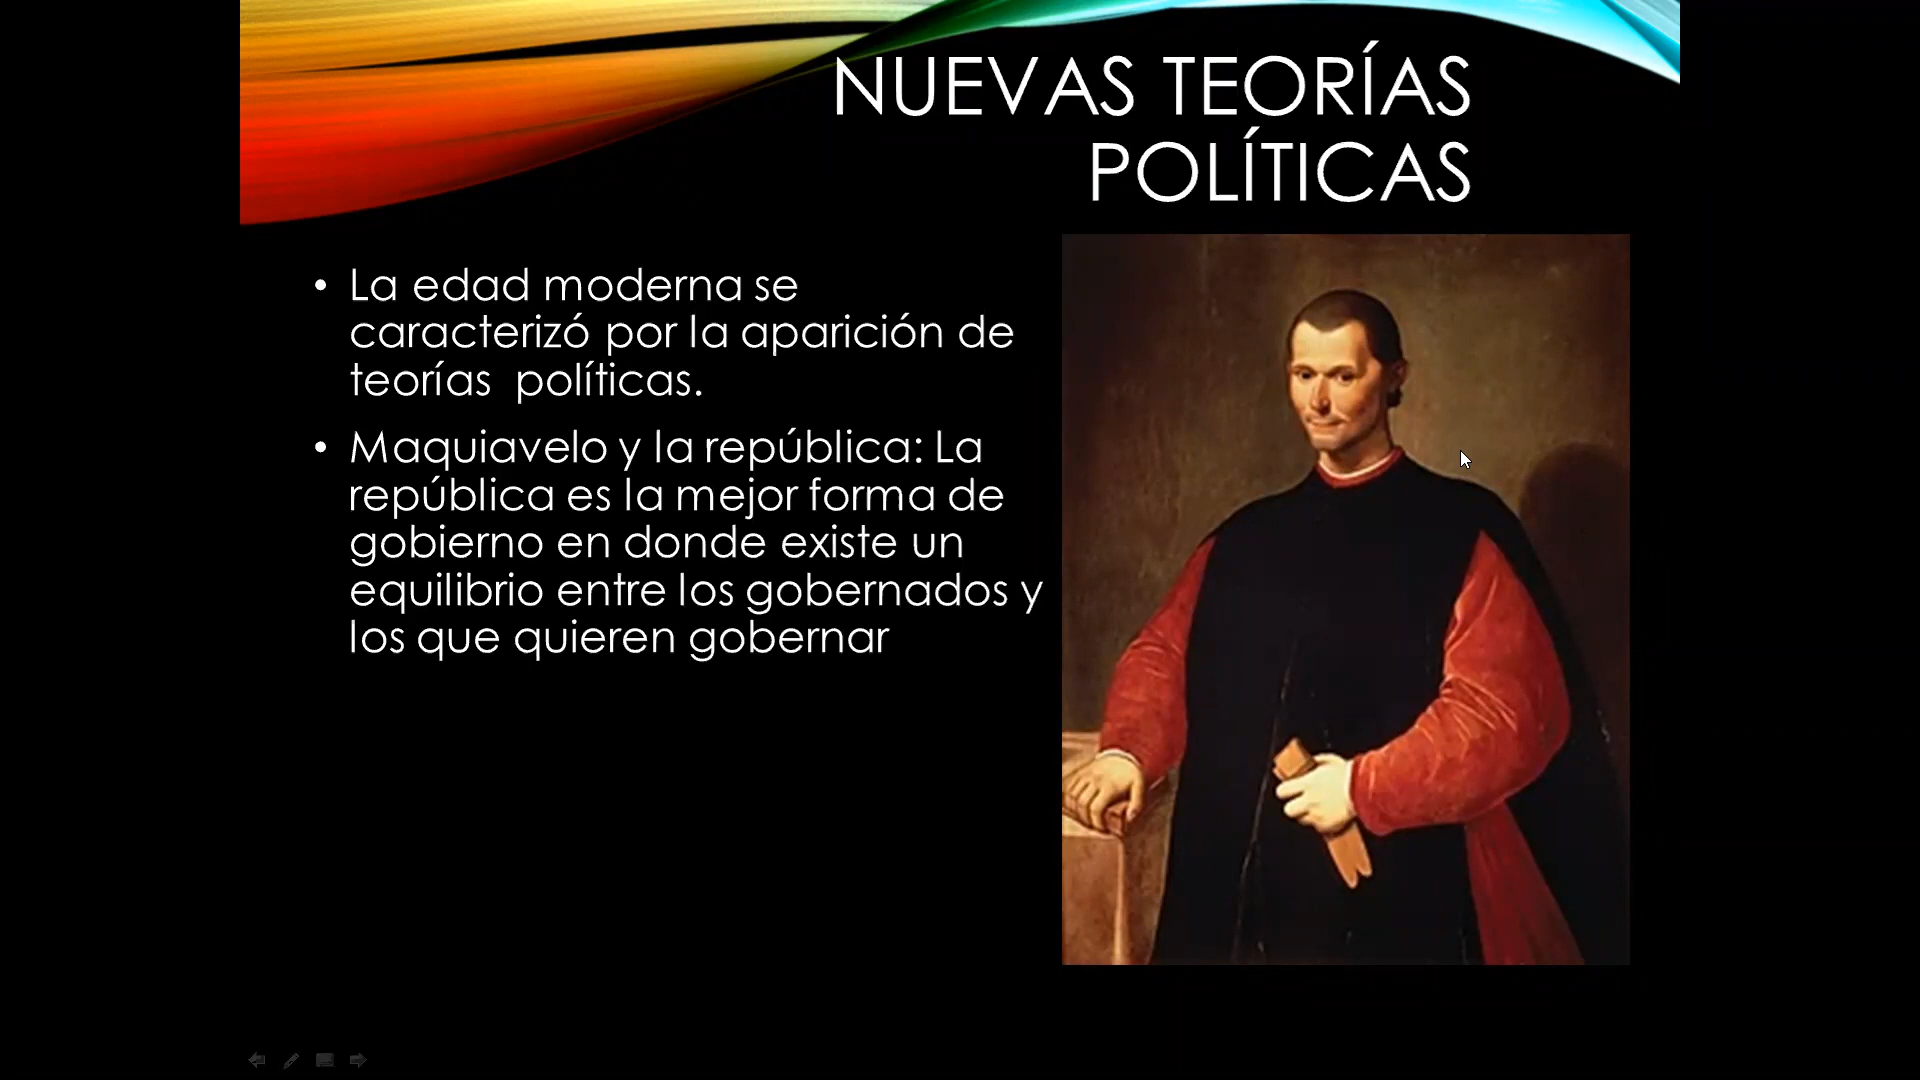 NUEVAS TEORÍAS
POLÍTICAS
• La edad moderna se
caracterizó por la aparición de
teorías  políticas.
• Maquiavelo y la república: La
república es la mejor forma de
gobierno en donde existe un
equilibrio entre los gobernados y
los que quieren gobernar